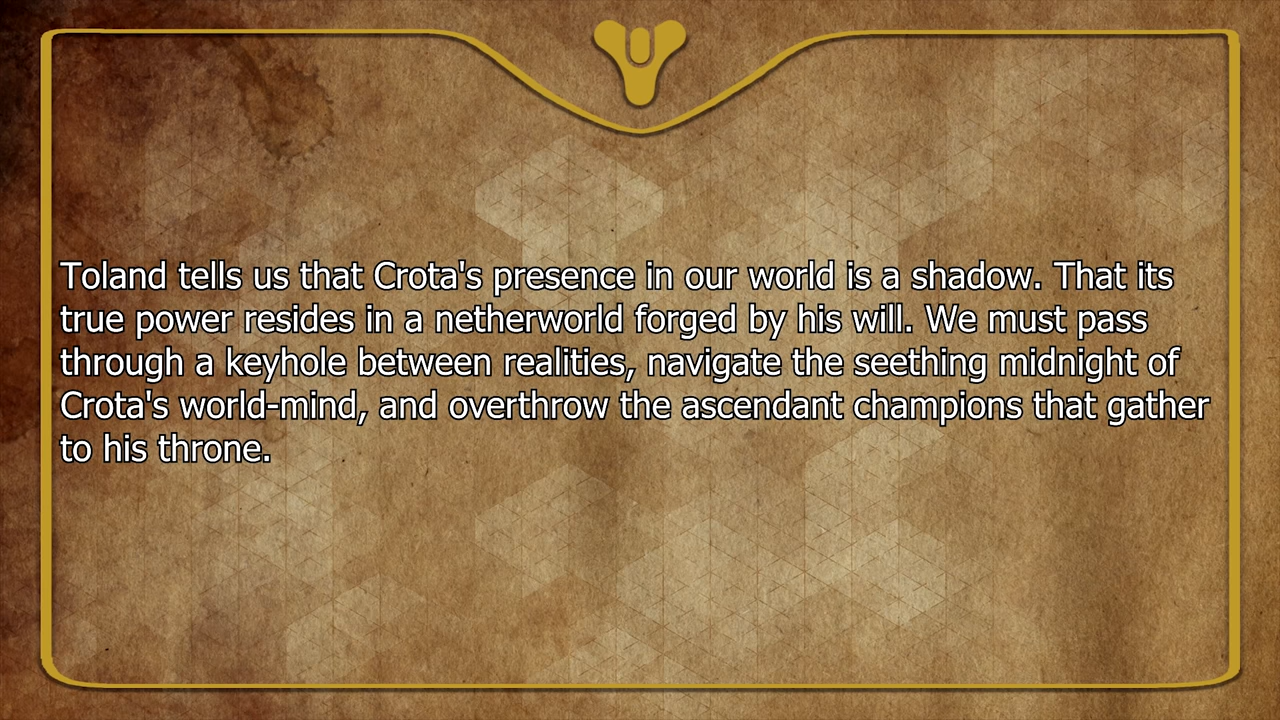 Toland tells us that Crota's presence in our world is a shadow. That its
true power resides in a netherworld forged by his will. We must pass
through a keyhole between realities, navigate the seething midnight of
Crota's world-mind, and overthrow the ascendant champions that gather
to his throne.